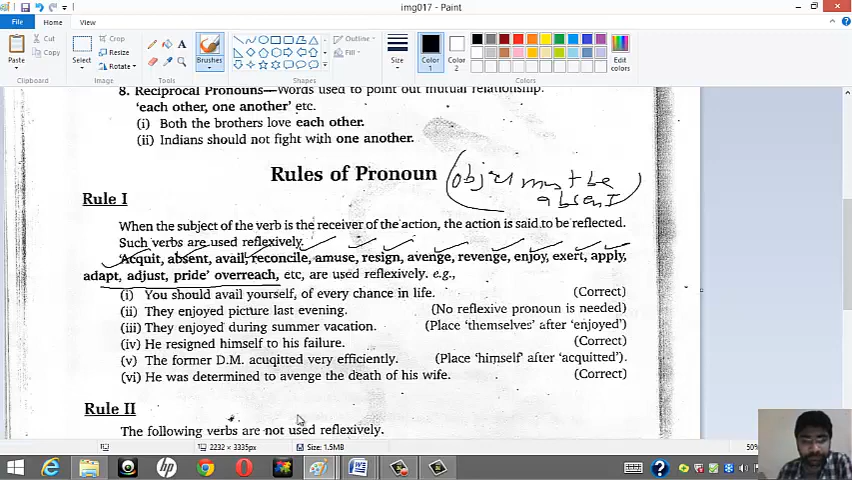 img017 - Paint
File
Home
View
Paste
Cut
Copy
Clipboard
Select
Crop
Resize
Rotate
Image
A
Tools
Brushes
Outline
Fill
Shapes
Size
Color 1
Color 2
Colors
Edit colors
8. Reciprocal Pronouns—Words used to point out mutual relationship.
'each other, one another' etc.
(i) Both the brothers love each other.
(ii) Indians should not fight with one another.
Rules of Pronoun
(object must be
absent)
Rule I
When the subject of the verb is the receiver of the action, the action is said to be reflected.
Such verbs are used reflexively.
'Acquit, absent, avail, reconcile, amuse, resign, avenge, revenge, enjoy, exert, apply,
adapt, adjust, pride' overreach, etc, are used reflexively. e.g.,
(i) You should avail yourself, of every chance in life. (Correct)
(ii) They enjoyed picture last evening. (No reflexive pronoun is needed)
(iii) They enjoyed during summer vacation. (Place 'themselves' after 'enjoyed')
(iv) He resigned himself to his failure. (Correct)
(v) The former D.M. acuqitted very efficiently. (Place 'himself' after 'acquitted').
(vi) He was determined to avenge the death of his wife. (Correct)
Rule II
The following verbs are not used reflexively.
2232 × 3335px
Size: 1.5MB
50%